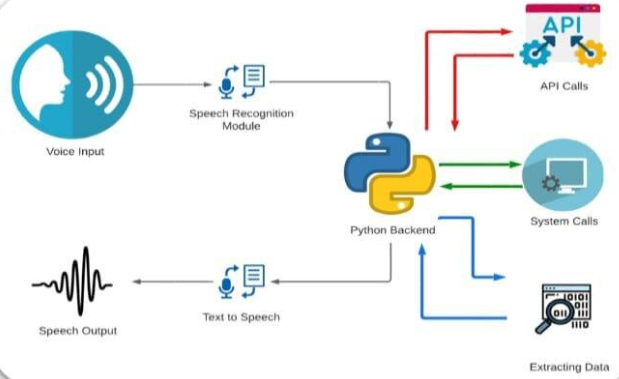 API
API Calls
Speech Recognition
Module
Voice Input
System Calls
Python Backend
Text to Speech
Speech Output
Extracting Data